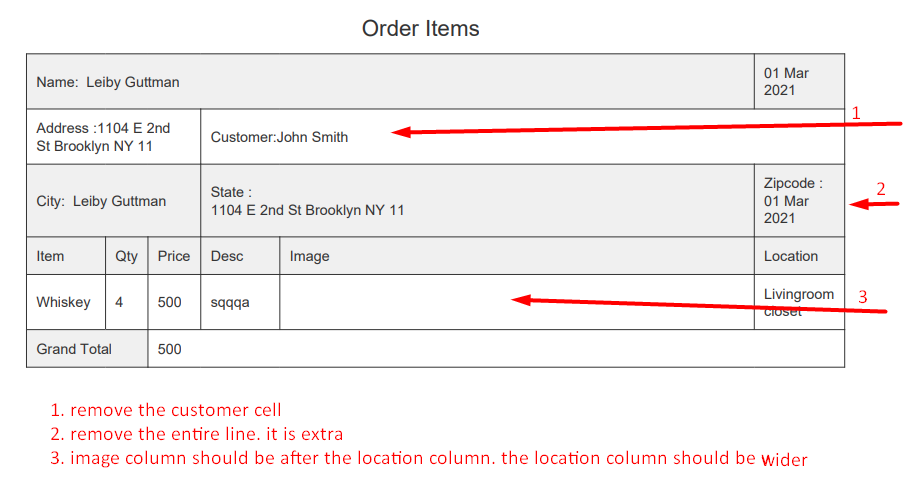 Order Items
Name: Leiby Guttman
01 Mar
2021
Address :1104 E 2nd
St Brooklyn NY 11
Customer:John Smith
1
City: Leiby Guttman
State :
1104 E 2nd St Brooklyn NY 11
Zipcode :
01 Mar
2021
2
Item Qty Price Desc Image Location
Whiskey 4 500 sqqqa
Livingroom
closet
3
Grand Total 500
1. remove the customer cell
2. remove the entire line. it is extra
3. image column should be after the location column. the location column should be wider